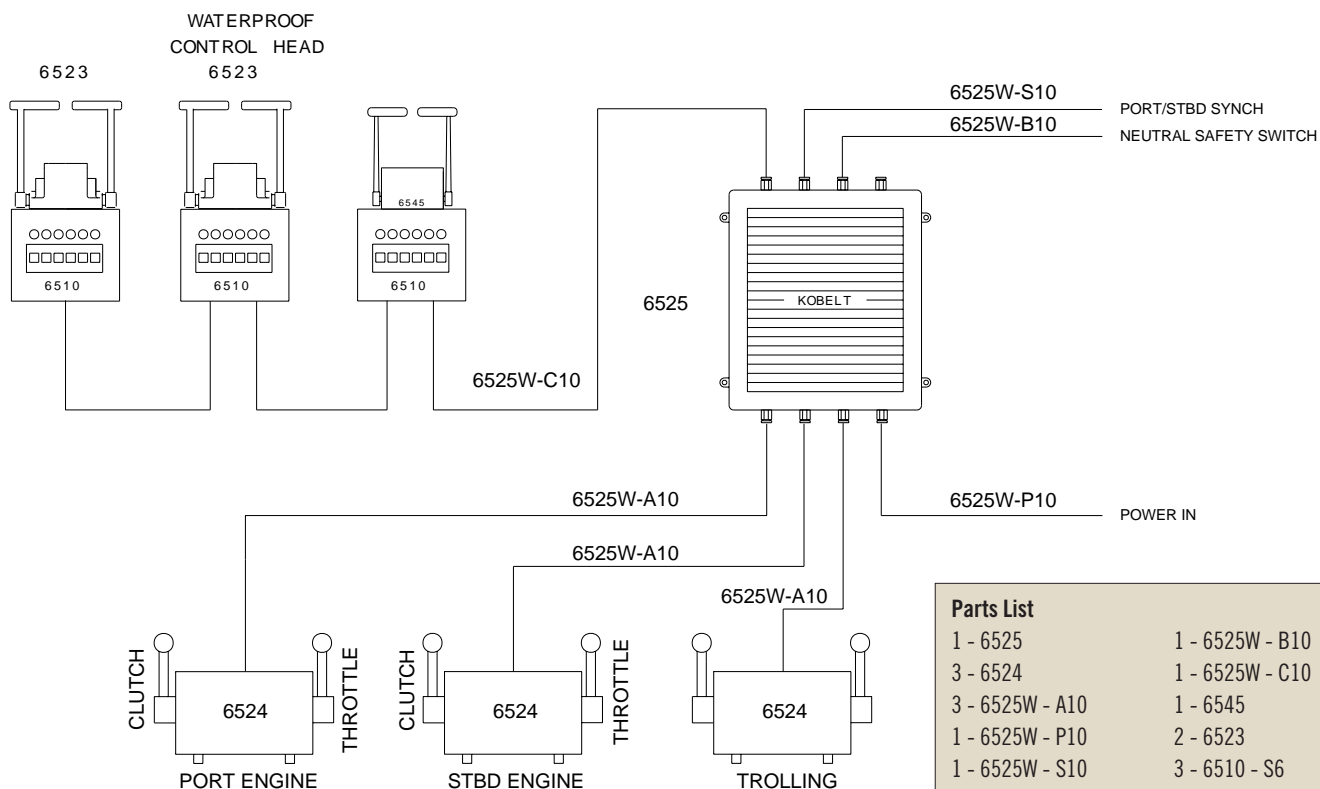 WATERPROOF
CONTROL HEAD
6523
6523
6545
6510
6510
6510
6525W-C10
6525W-S10
PORT/STBD SYNCH
6525W-B10
NEUTRAL SAFETY SWITCH
6525
KOBELT
6525W-A10
6525W-P10
POWER IN
6525W-A10
6525W-A10
CLUTCH
6524
THROTTLE
PORT ENGINE
CLUTCH
6524
THROTTLE
STBD ENGINE
6524
TROLLING
Parts List
1 - 6525
3 - 6524
3 - 6525W - A10
1 - 6525W - P10
1 - 6525W - S10
1 - 6525W - B10
1 - 6525W - C10
1 - 6545
2 - 6523
3 - 6510 - S6